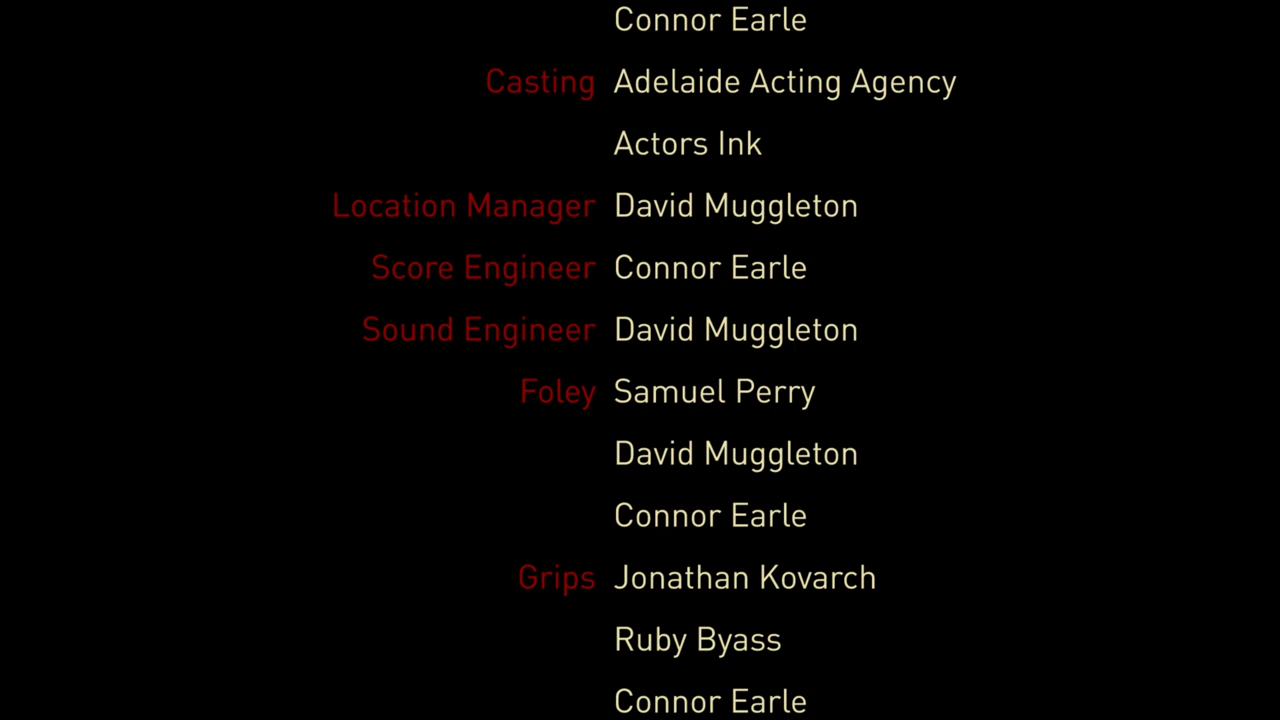 Connor Earle
Casting Adelaide Acting Agency
Actors Ink
Location Manager David Muggleton
Score Engineer Connor Earle
Sound Engineer David Muggleton
Foley Samuel Perry
David Muggleton
Connor Earle
Grips Jonathan Kovarch
Ruby Byass
Connor Earle